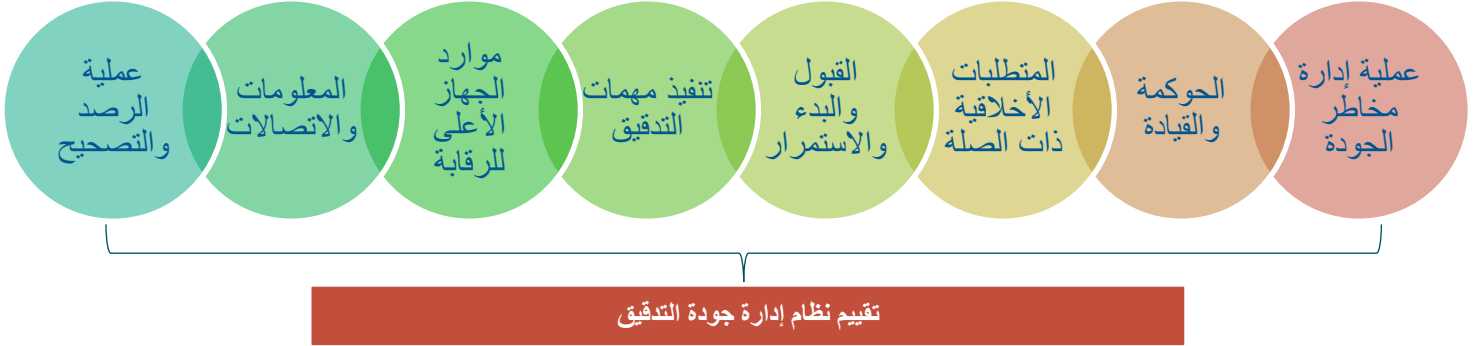 عملية إدارة
مخاطر
الجودة
الحوكمة
والقيادة
المتطلبات
الأخلاقية
ذات الصلة
القبول
والبدء
والاستمرار
تنفيذ مهمات
التدقيق
موارد
الجهاز
الأعلى
للرقابة
المعلومات
والاتصالات
عملية
الرصد
والتصحيح
تقييم نظام إدارة جودة التدقيق